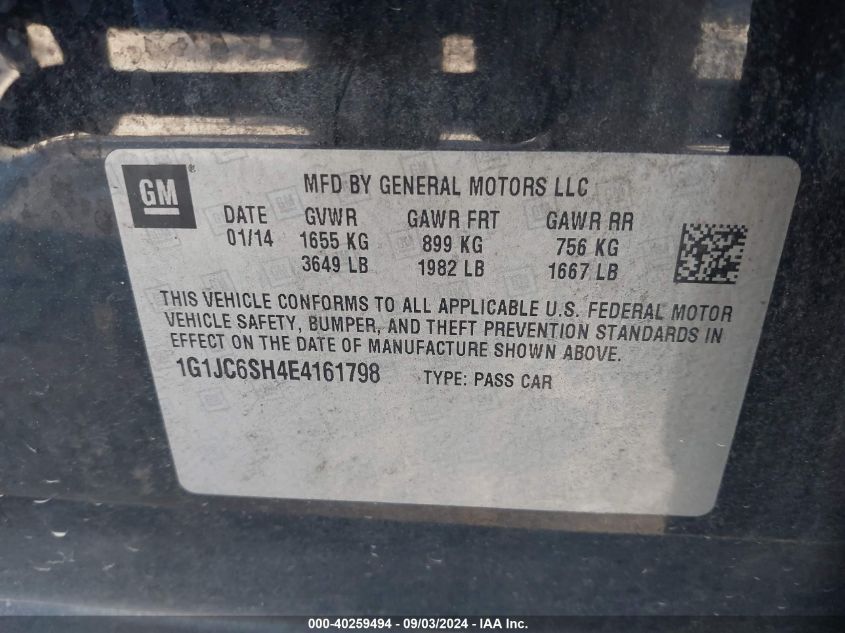 GM
MFD BY GENERAL MOTORS LLC
DATE GVWR GAWR FRT GAWR RR
01/14 1655 KG 899 KG 756 KG
3649 LB 1982 LB 1667 LB
THIS VEHICLE CONFORMS TO ALL APPLICABLE U.S. FEDERAL MOTOR
VEHICLE SAFETY, BUMPER, AND THEFT PREVENTION STANDARDS IN
EFFECT ON THE DATE OF MANUFACTURE SHOWN ABOVE.
1G1JC6SH4E4161798 TYPE: PASS CAR
000-40259494 - 09/03/2024 - IAA Inc.